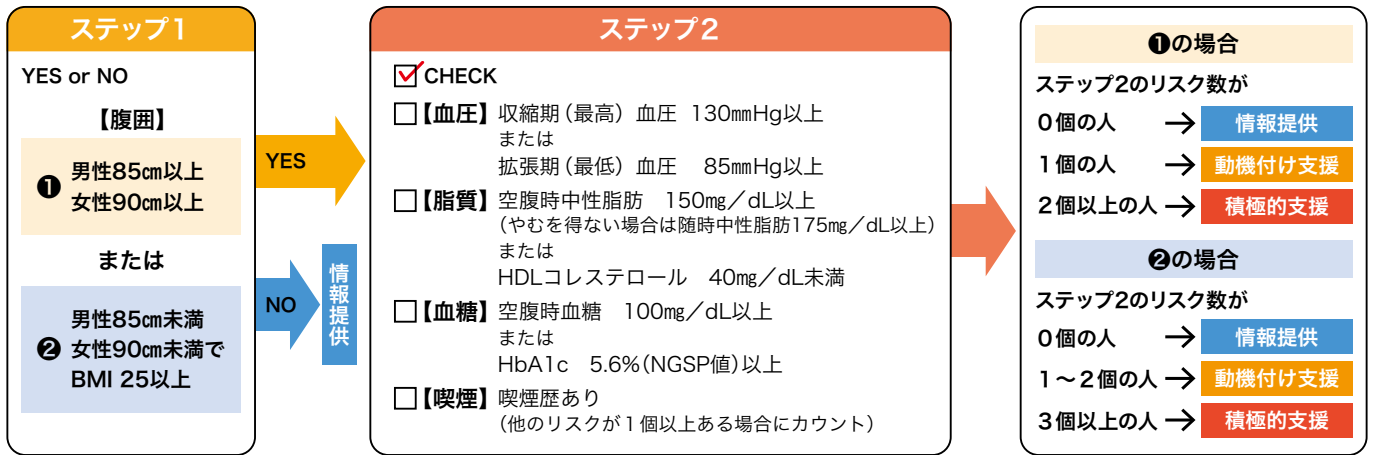 ステップ1
YES or NO
【腹囲】
❶ 男性85㎝以上
女性90㎝以上
または
❷ 男性85㎝未満
女性90㎝未満で
BMI 25以上
YES
NO
情報提供
ステップ2
CHECK
【血圧】 収縮期（最高）血圧 130㎜Hg以上
または
拡張期（最低）血圧 85㎜Hg以上
【脂質】 空腹時中性脂肪 150㎎／dL以上
（やむを得ない場合は随時中性脂肪175㎎／dL以上）
または
HDLコレステロール 40㎎／dL未満
【血糖】 空腹時血糖 100㎎／dL以上
または
HbA1c 5.6%（NGSP値）以上
【喫煙】 喫煙歴あり
（他のリスクが１個以上ある場合にカウント）
❶の場合
ステップ2のリスク数が
0個の人 → 情報提供
1個の人 → 動機付け支援
2個以上の人 → 積極的支援
❷の場合
ステップ2のリスク数が
0個の人 → 情報提供
1～2個の人 → 動機付け支援
3個以上の人 → 積極的支援